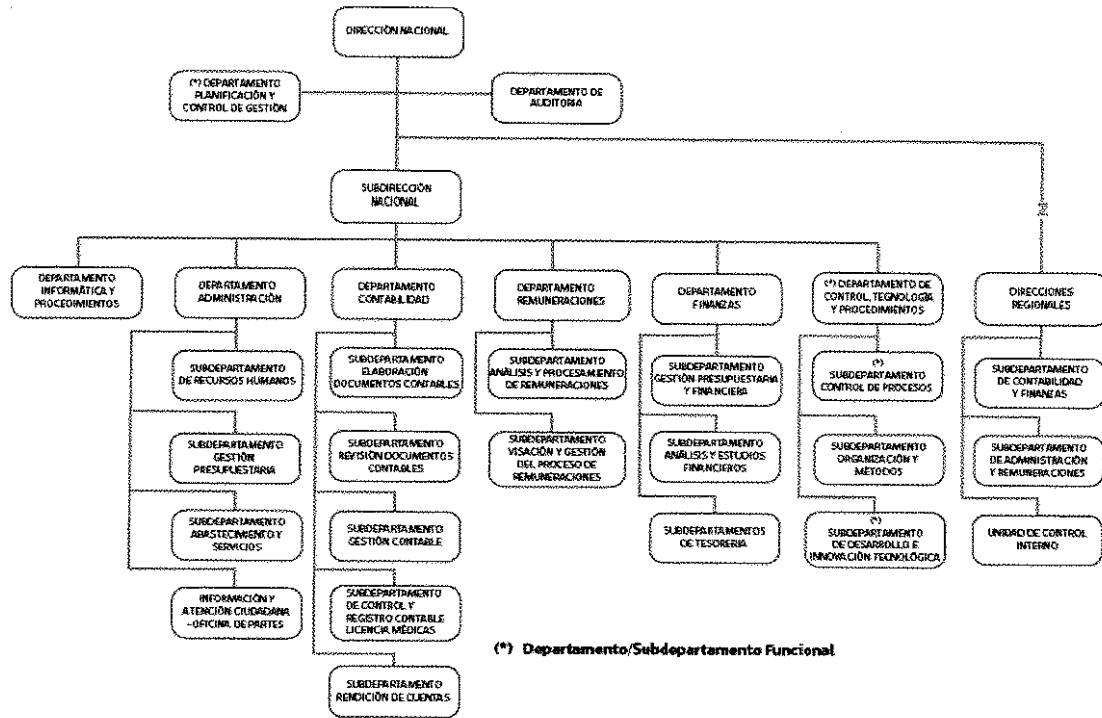 DIRECCIÓN NACIONAL
(*) DEPARTAMENTO
PLANIFICACIÓN Y
CONTROL DE GESTIÓN
DEPARTAMENTO DE
AUDITORIA
SUBDIRECCIÓN
NACIONAL
DEPARTAMENTO
INFORMÁTICA Y
PROCEDIMIENTOS
DEPARTAMENTO
ADMINISTRACIÓN
DEPARTAMENTO
CONTABILIDAD
DEPARTAMENTO
REMUNERACIONES
DEPARTAMENTO
FINANZAS
(*) DEPARTAMENTO DE
CONTROL, TECNOLOGÍA
Y PROCEDIMIENTOS
DIRECCIONES
REGIONALES
SUBDEPARTAMENTO
DE RECURSOS HUMANOS
SUBDEPARTAMENTO
ELABORACIÓN
DOCUMENTOS CONTABLES
SUBDEPARTAMENTO
ANÁLISIS Y PROCESAMIENTO
DE REMUNERACIONES
SUBDEPARTAMENTO
GESTIÓN PRESUPUESTARIA
Y FINANCIERA
(*)
SUBDEPARTAMENTO
CONTROL DE PROCESOS
SUBDEPARTAMENTO
DE CONTABILIDAD
Y FINANZAS
SUBDEPARTAMENTO
GESTIÓN
PRESUPUESTARIA
SUBDEPARTAMENTO
REVISIÓN DOCUMENTOS
CONTABLES
SUBDEPARTAMENTO
VISACIÓN Y GESTIÓN
DEL PROCESO DE
REMUNERACIONES
SUBDEPARTAMENTO
ANÁLISIS Y ESTUDIOS
FINANCIEROS
SUBDEPARTAMENTO
ORGANIZACIÓN Y
METODOS
SUBDEPARTAMENTO
DE ADMINISTRACIÓN
Y REMUNERACIONES
SUBDEPARTAMENTO
ABASTECIMIENTO Y
SERVICIOS
SUBDEPARTAMENTO
GESTIÓN CONTABLE
SUBDEPARTAMENTOS
DE TESORERIA
(*)
SUBDEPARTAMENTO
DE DESARROLLO E
INNOVACIÓN TECNOLÓGICA
UNIDAD DE CONTROL
INTERNO
INFORMACIÓN Y
ATENCIÓN CIUDADANA
-OFICINA DE PARTES
SUBDEPARTAMENTO
DE CONTROL Y
REGISTRO CONTABLE
LICENCIA MÉDICAS
(*) Departamento/Subdepartamento Funcional
SUBDEPARTAMENTO
RENDICIÓN DE CUENTAS